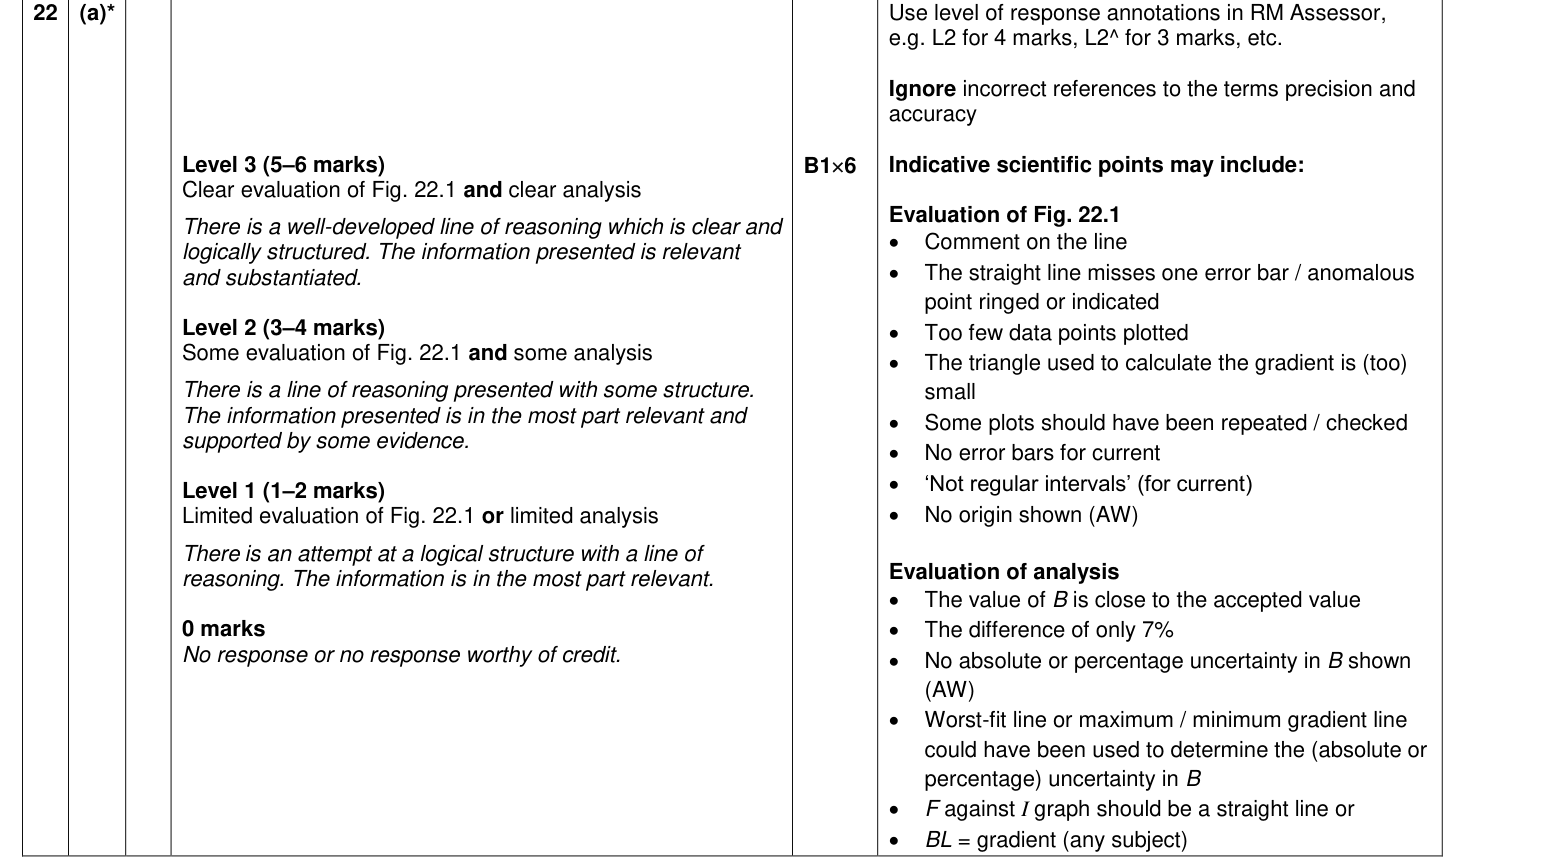 22 (a)*
Use level of response annotations in RM Assessor,
e.g. L2 for 4 marks, L2^ for 3 marks, etc.
Ignore incorrect references to the terms precision and
accuracy
Level 3 (5–6 marks)
Clear evaluation of Fig. 22.1 and clear analysis
There is a well-developed line of reasoning which is clear and
logically structured. The information presented is relevant
and substantiated.
Level 2 (3–4 marks)
Some evaluation of Fig. 22.1 and some analysis
There is a line of reasoning presented with some structure.
The information presented is in the most part relevant and
supported by some evidence.
Level 1 (1–2 marks)
Limited evaluation of Fig. 22.1 or limited analysis
There is an attempt at a logical structure with a line of
reasoning. The information is in the most part relevant.
0 marks
No response or no response worthy of credit.
B1×6
Indicative scientific points may include:
Evaluation of Fig. 22.1
• Comment on the line
• The straight line misses one error bar / anomalous
point ringed or indicated
• Too few data points plotted
• The triangle used to calculate the gradient is (too)
small
• Some plots should have been repeated / checked
• No error bars for current
• ‘Not regular intervals’ (for current)
• No origin shown (AW)
Evaluation of analysis
• The value of B is close to the accepted value
• The difference of only 7%
• No absolute or percentage uncertainty in B shown
(AW)
• Worst-fit line or maximum / minimum gradient line
could have been used to determine the (absolute or
percentage) uncertainty in B
• F against I graph should be a straight line or
• BL = gradient (any subject)